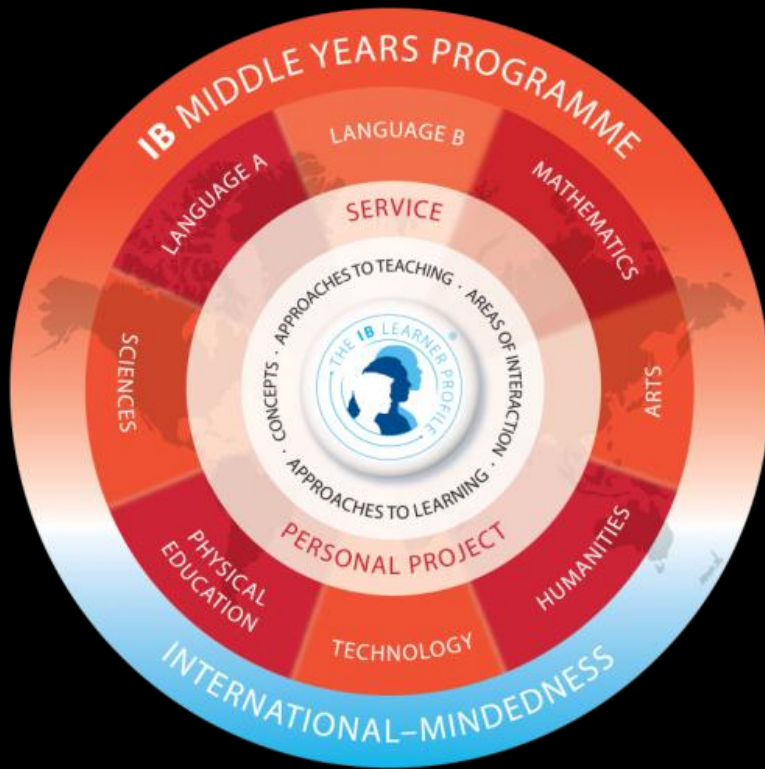 IB MIDDLE YEARS PROGRAMME
LANGUAGE A
LANGUAGE B
MATHEMATICS
SCIENCES
ARTS
PHYSICAL
EDUCATION
TECHNOLOGY
HUMANITIES
SERVICE
PERSONAL PROJECT
APPROACHES TO TEACHING · AREAS OF INTERACTION ·
APPROACHES TO LEARNING · CONCEPTS ·
· THE IB LEARNER PROFILE · ®
INTERNATIONAL–MINDEDNESS